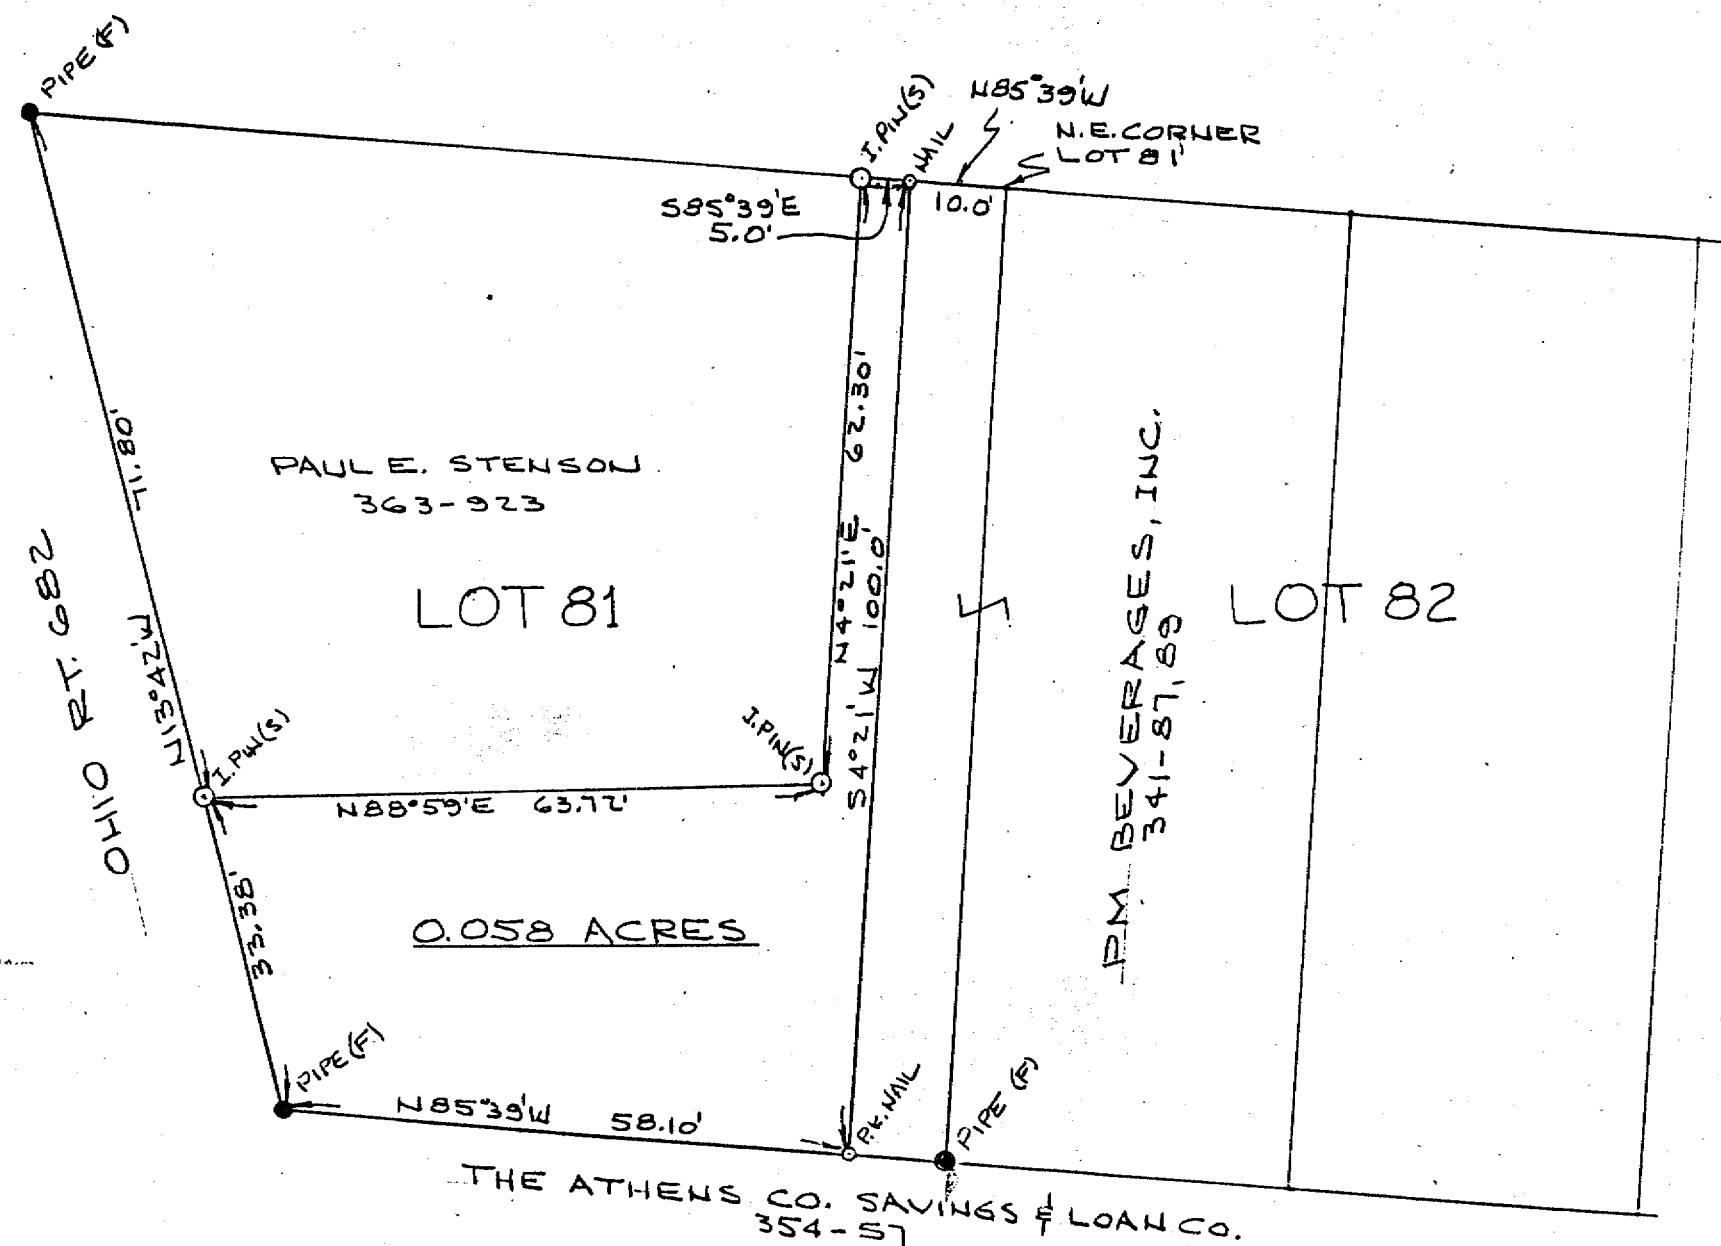 PIPE (F)
I.PIN(S)
NAIL
N85°39'W
N.E. CORNER
LOT 81
S85°39'E
5.0'
10.0'
71.80'
N13°42'W
OHIO RT. 682
PAUL E. STENSON
363-923
LOT 81
N4°21'E 62.30'
S4°21'W 100.0'
PM BEVERAGES, INC.
341-87, 89
LOT 82
I.PIN(S)
I.PIN(S)
N88°59'E 63.72'
33.38'
0.058 ACRES
PIPE (F)
N85°39'W 58.10'
P.K. NAIL
PIPE (F)
THE ATHENS CO. SAVINGS & LOAN CO.
354-57